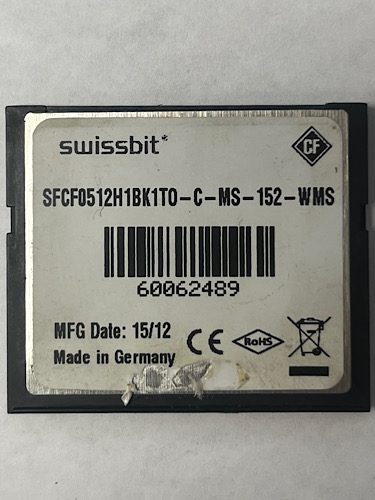 swissbit*
CF
SFCF0512H1BK1TO-C-MS-152-WMS
60062489
MFG Date: 15/12
Made in Germany
CE
RoHS